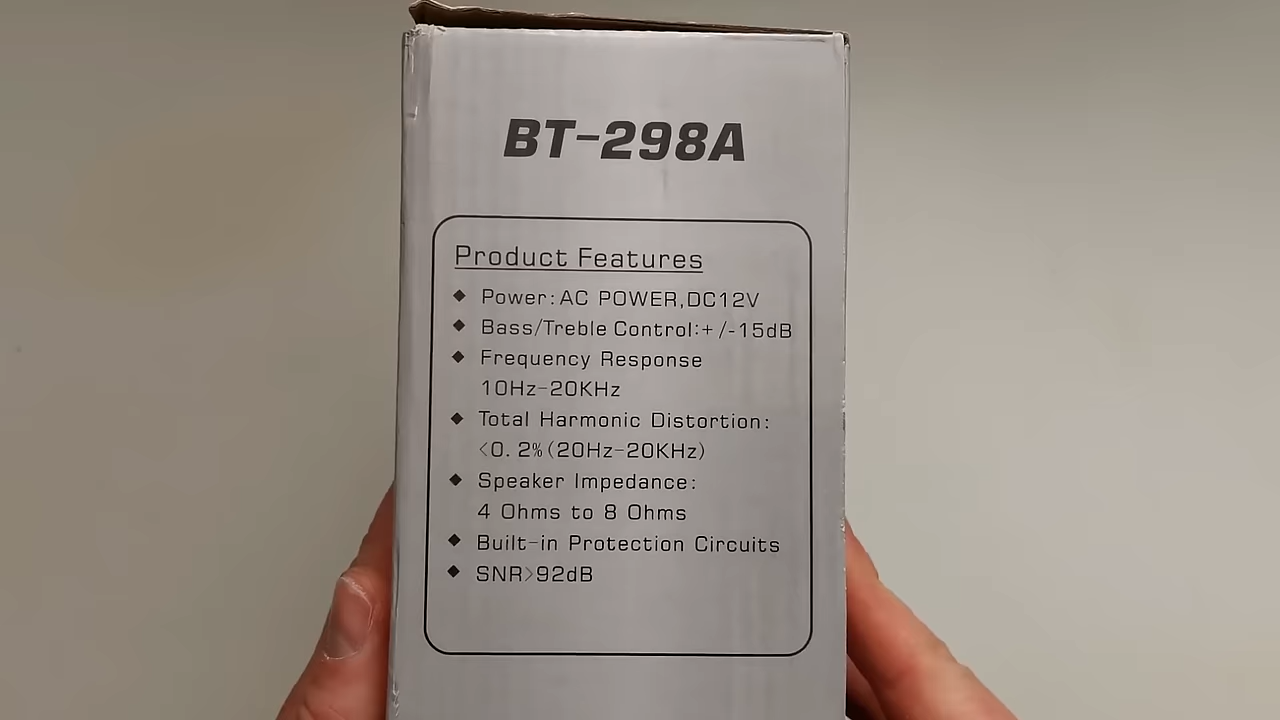 BT-298A
Product Features
◆ Power:AC POWER,DC12V
◆ Bass/Treble Control:+/-15dB
◆ Frequency Response
10Hz-20KHz
◆ Total Harmonic Distortion:
<0.2%(20Hz-20KHz)
◆ Speaker Impedance:
4 Ohms to 8 Ohms
◆ Built-in Protection Circuits
◆ SNR>92dB